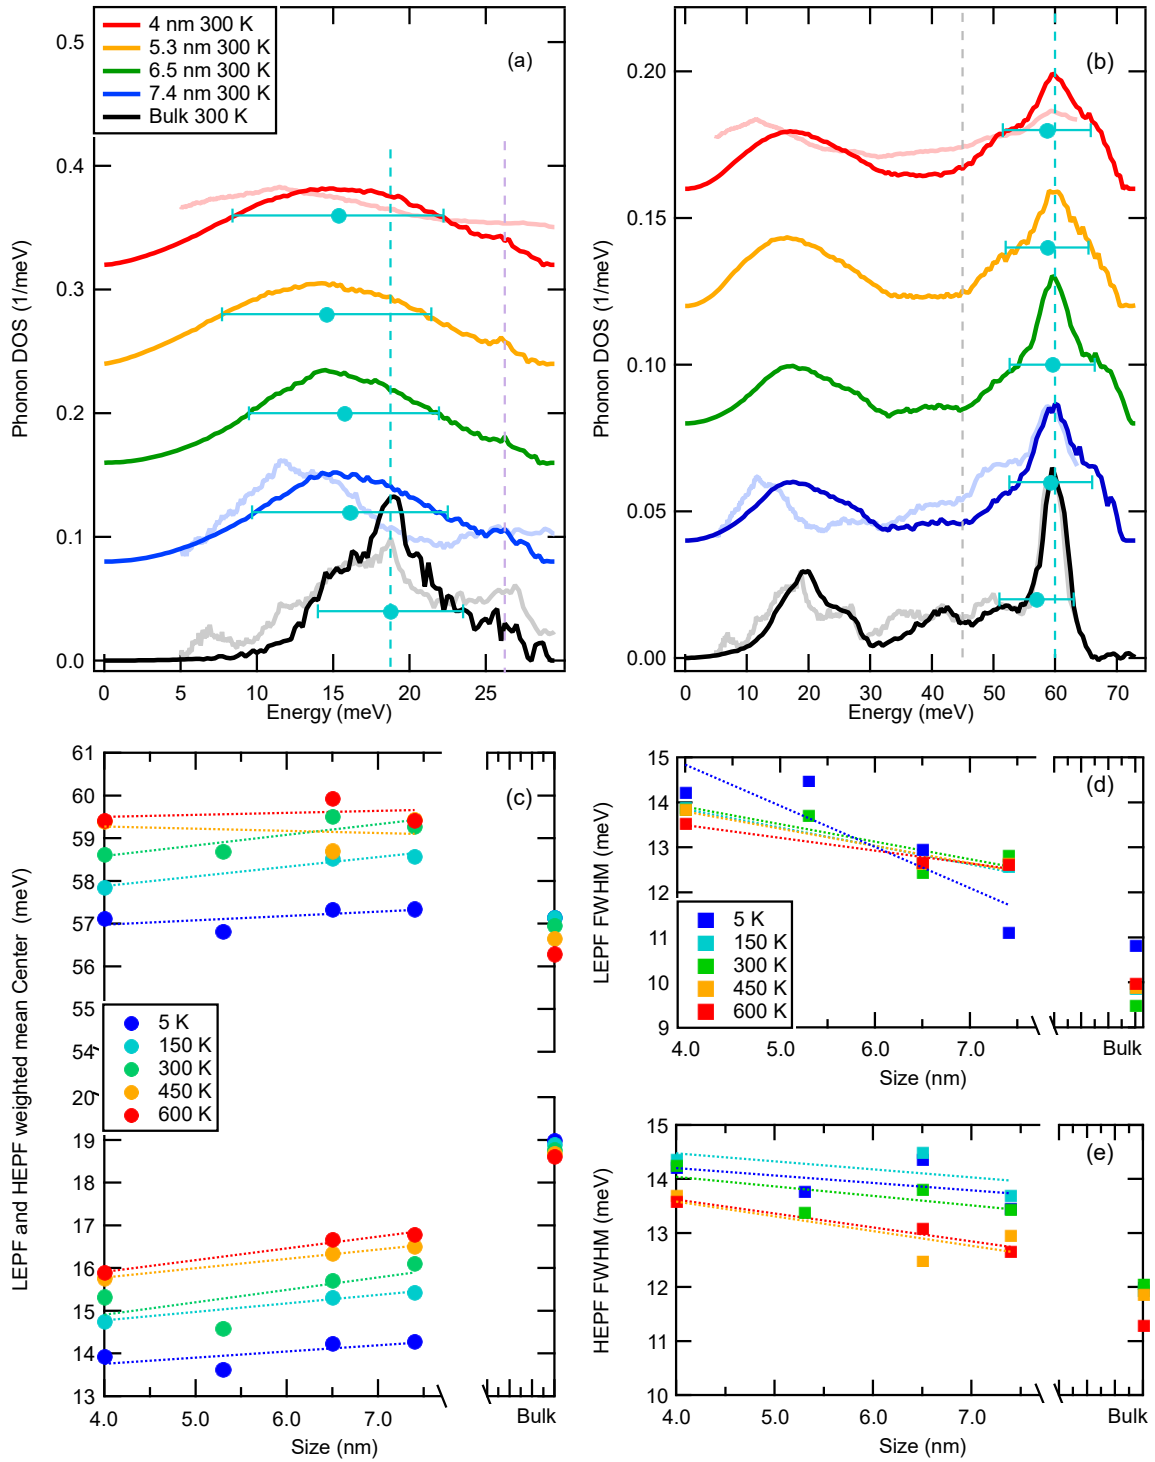 4 nm 300 K
5.3 nm 300 K
6.5 nm 300 K
7.4 nm 300 K
Bulk 300 K
(a)
Phonon DOS (1/meV)
0.5
0.4
0.3
0.2
0.1
0.0
0 5 10 15 20 25
Energy (meV)
(b)
Phonon DOS (1/meV)
0.20
0.15
0.10
0.05
0.00
0 10 20 30 40 50 60 70
Energy (meV)
(c)
LEPF and HEPF weighted mean Center (meV)
61
60
59
58
57
56
55
54
20
19
18
17
16
15
14
13
5 K
150 K
300 K
450 K
600 K
4.0 5.0 6.0 7.0 Bulk
Size (nm)
(d)
LEPF FWHM (meV)
15
14
13
12
11
10
9
5 K
150 K
300 K
450 K
600 K
4.0 5.0 6.0 7.0 Bulk
Size (nm)
(e)
HEPF FWHM (meV)
15
14
13
12
11
10
4.0 5.0 6.0 7.0 Bulk
Size (nm)